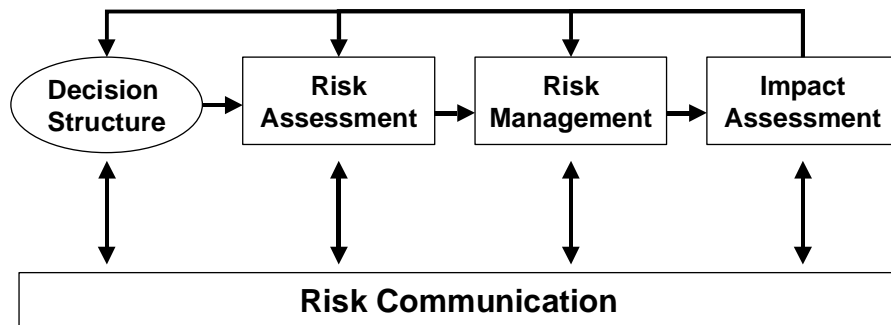 Decision
Structure
Risk
Assessment
Risk
Management
Impact
Assessment
Risk Communication